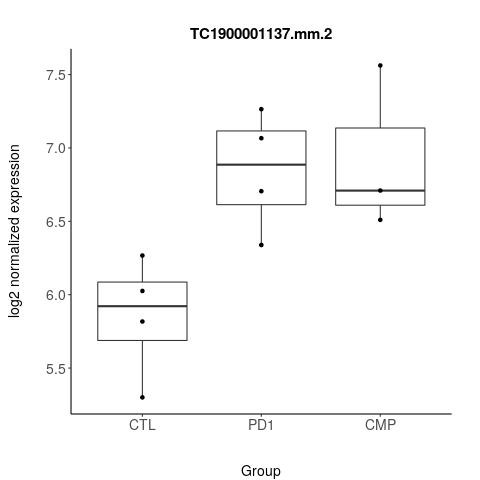 TC1900001137.mm.2
log2 normalized expression
7.5
7.0
6.5
6.0
5.5
CTL
PD1
CMP
Group